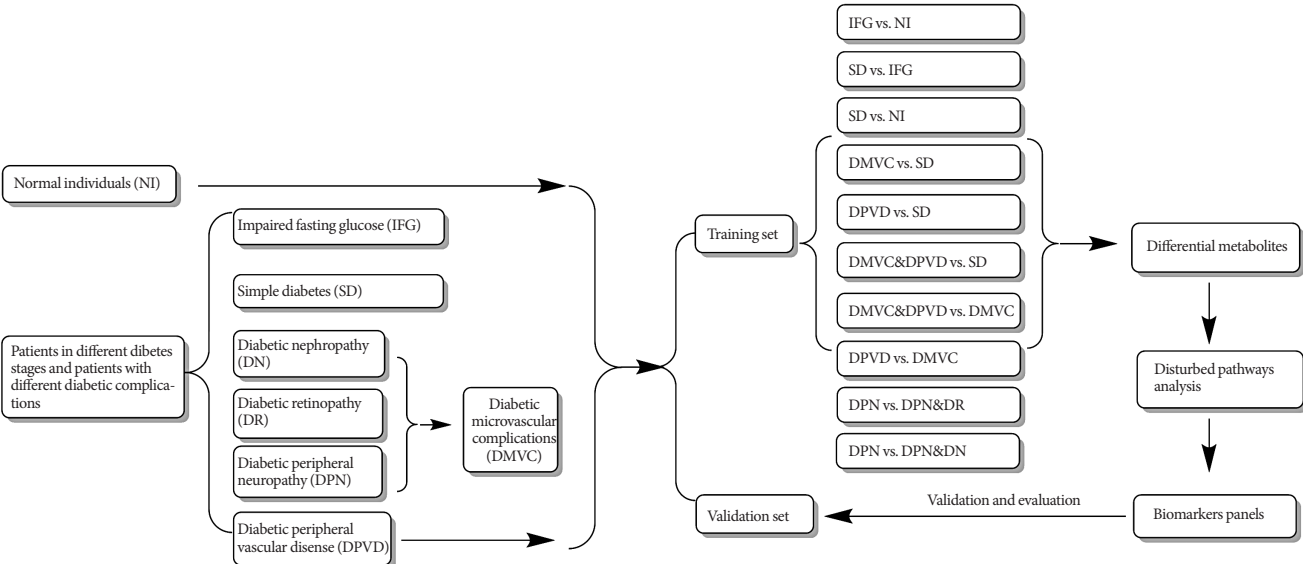 Normal individuals (NI)
Patients in different dibetes
stages and patients with
different diabetic complica-
tions
Impaired fasting glucose (IFG)
Simple diabetes (SD)
Diabetic nephropathy
(DN)
Diabetic retinopathy
(DR)
Diabetic peripheral
neuropathy (DPN)
Diabetic peripheral
vascular disense (DPVD)
Diabetic
microvascular
complications
(DMVC)
Training set
Validation set
IFG vs. NI
SD vs. IFG
SD vs. NI
DMVC vs. SD
DPVD vs. SD
DMVC&DPVD vs. SD
DMVC&DPVD vs. DMVC
DPVD vs. DMVC
DPN vs. DPN&DR
DPN vs. DPN&DN
Differential metabolites
Disturbed pathways
analysis
Biomarkers panels
Validation and evaluation